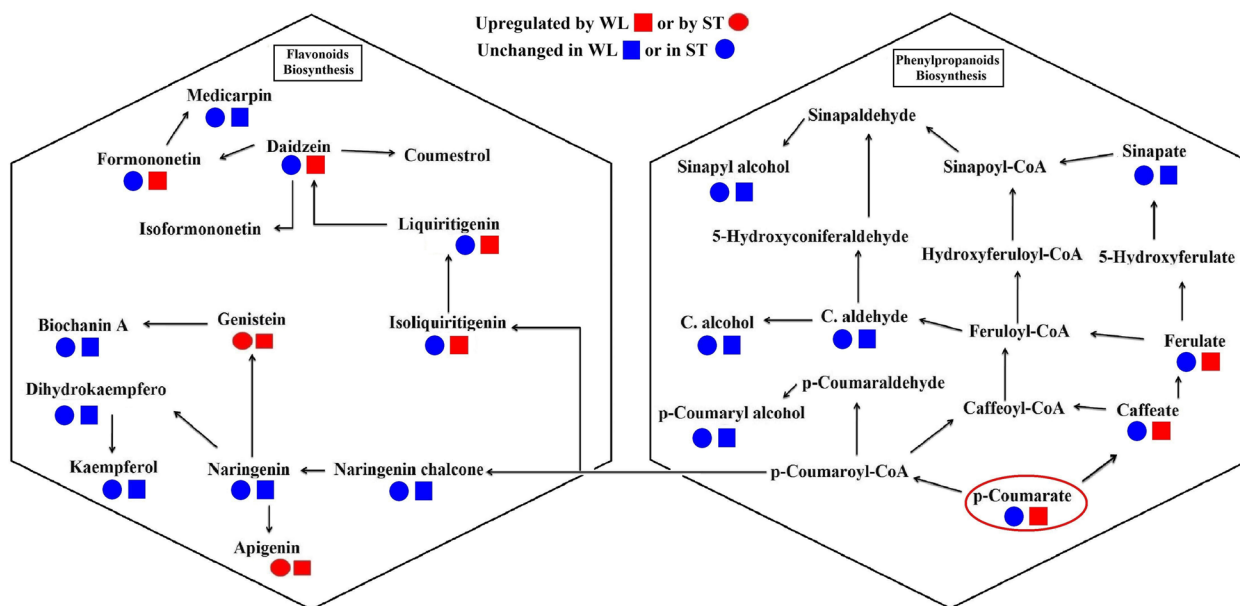 Upregulated by WL or by ST
Unchanged in WL or in ST
Flavonoids
Biosynthesis
Medicarpin
Formononetin
Daidzein
Coumestrol
Isoformononetin
Liquiritigenin
Biochanin A
Genistein
Isoliquiritigenin
Dihydrokaempfero
Kaempferol
Naringenin
Naringenin chalcone
Apigenin
Phenylpropanoids
Biosynthesis
Sinapaldehyde
Sinapyl alcohol
Sinapoyl-CoA
Sinapate
5-Hydroxyconiferaldehyde
Hydroxyferuloyl-CoA
5-Hydroxyferulate
C. alcohol
C. aldehyde
Feruloyl-CoA
Ferulate
p-Coumaraldehyde
p-Coumaryl alcohol
Caffeoyl-CoA
Caffeate
p-Coumaroyl-CoA
p-Coumarate